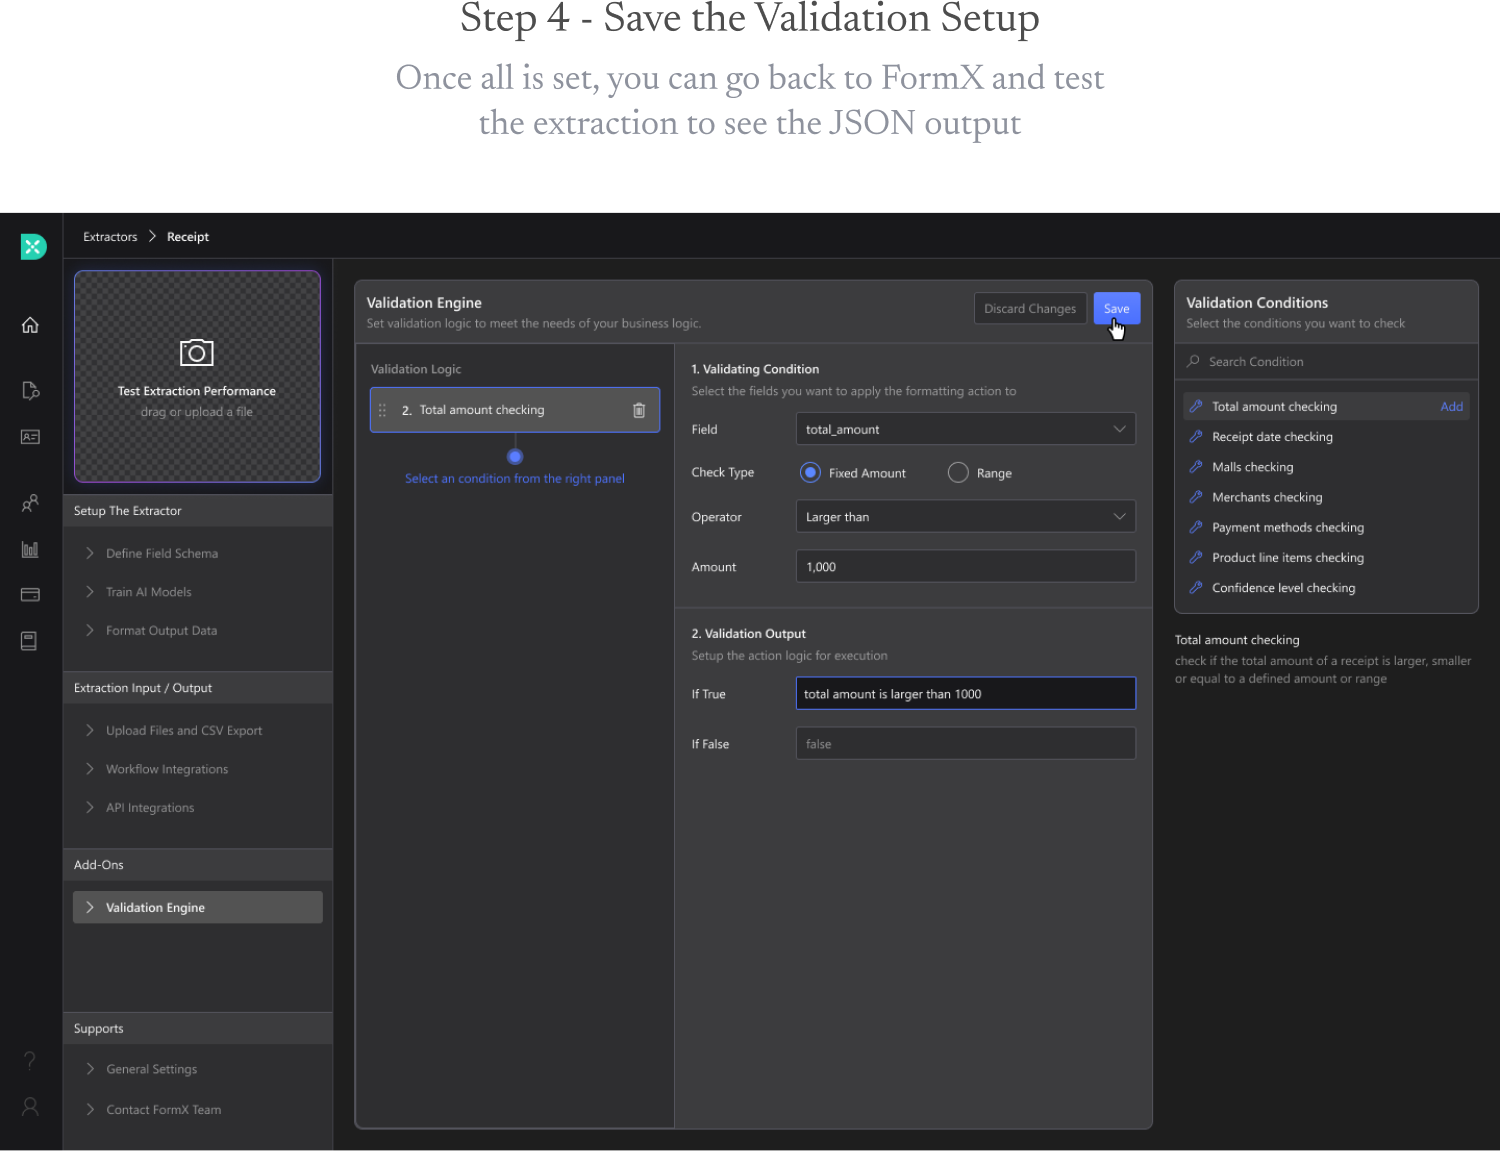 Step 4 - Save the Validation Setup
Once all is set, you can go back to FormX and test
the extraction to see the JSON output
Extractors
Receipt
Test Extraction Performance
drag or upload a file
Setup The Extractor
Define Field Schema
Train AI Models
Format Output Data
Extraction Input / Output
Upload Files and CSV Export
Workflow Integrations
API Integrations
Add-Ons
Validation Engine
Supports
General Settings
Contact FormX Team
Validation Engine
Set validation logic to meet the needs of your business logic.
Discard Changes
Save
Validation Logic
2. Total amount checking
Select an condition from the right panel
1. Validating Condition
Select the fields you want to apply the formatting action to
Field
total_amount
Check Type
Fixed Amount
Range
Operator
Larger than
Amount
1,000
2. Validation Output
Setup the action logic for execution
If True
total amount is larger than 1000
If False
false
Validation Conditions
Select the conditions you want to check
Search Condition
Total amount checking
Add
Receipt date checking
Malls checking
Merchants checking
Payment methods checking
Product line items checking
Confidence level checking
Total amount checking
check if the total amount of a receipt is larger, smaller
or equal to a defined amount or range